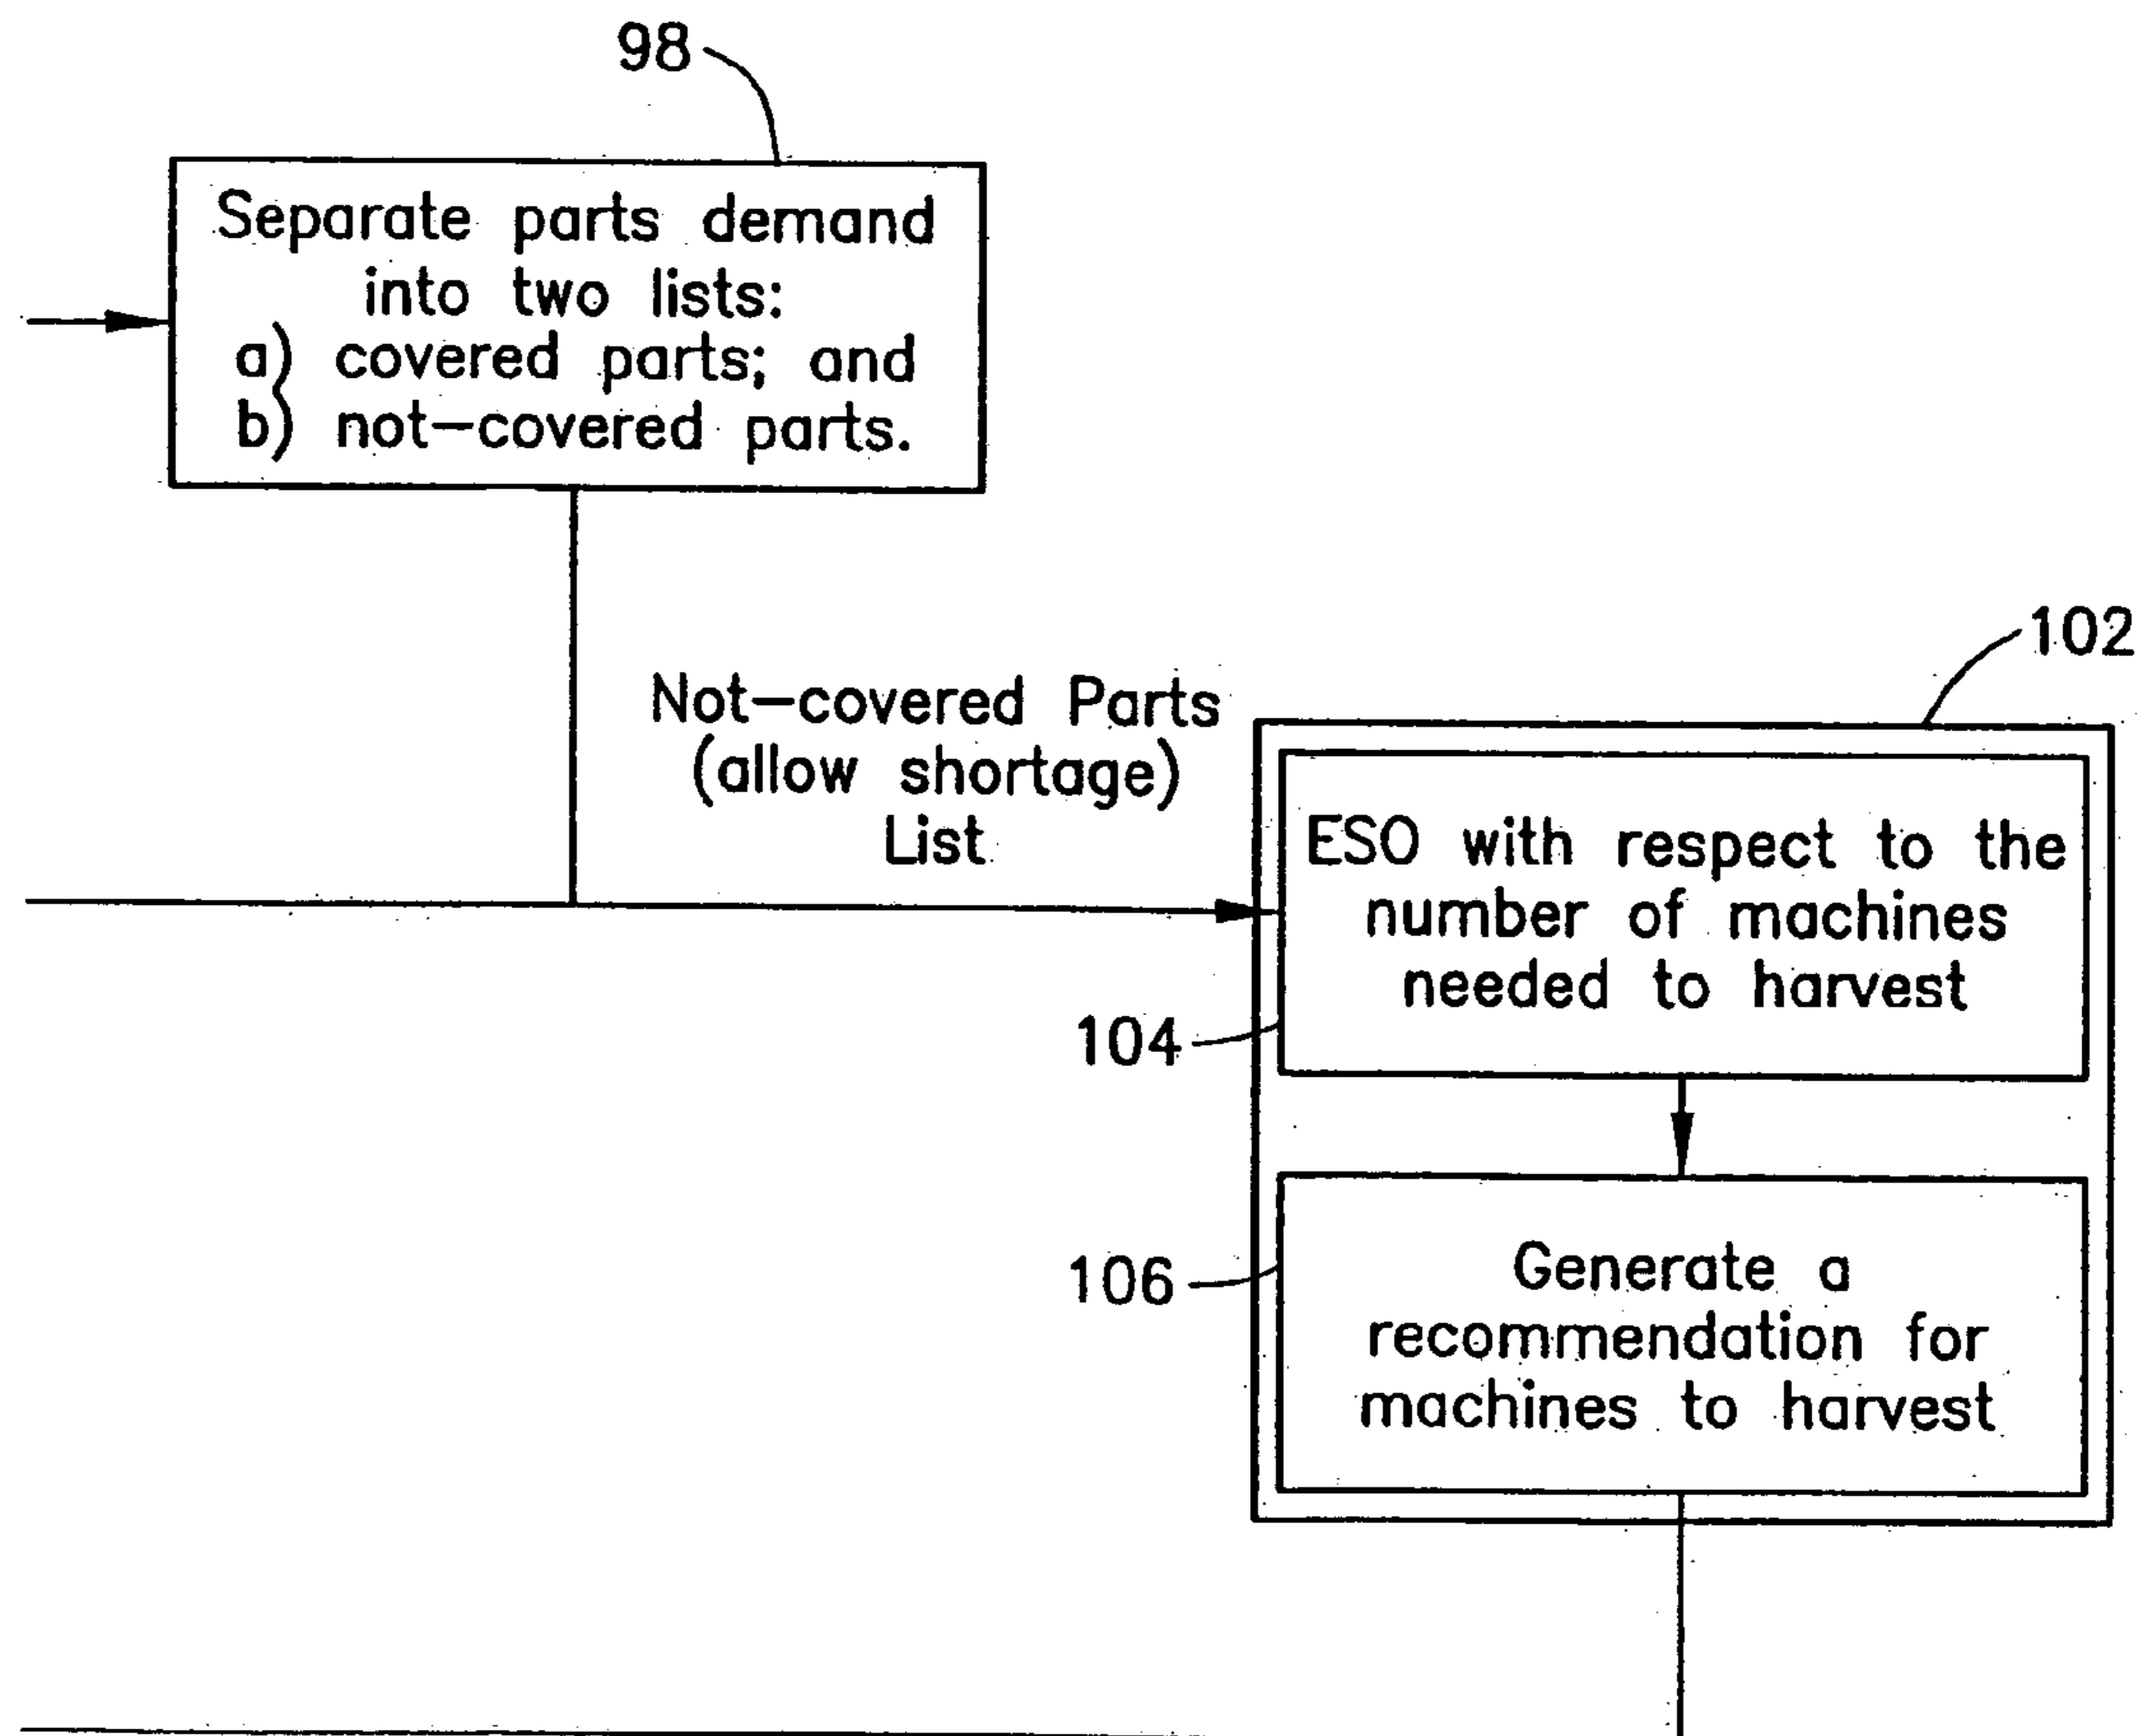 98
Separate parts demand
into two lists:
a) covered parts; and
b) not-covered parts.
102
Not-covered Parts
(allow shortage)
List
ESO with respect to the
number of machines
needed to harvest
104
106
Generate a
recommendation for
machines to harvest